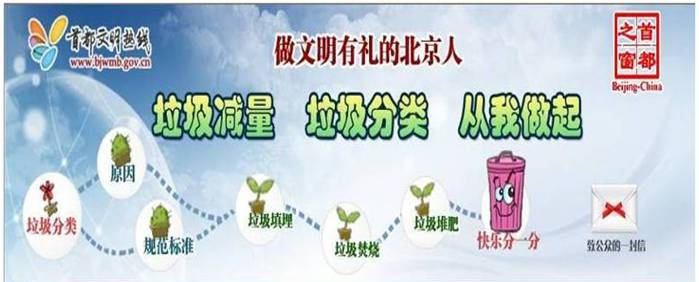 首都文明热线
www.bjwmb.gov.cn
做文明有礼的北京人
首都之窗
Beijing-China
垃圾减量 垃圾分类 从我做起
垃圾分类
原因
规范标准
垃圾填埋
垃圾焚烧
垃圾堆肥
快乐分一分
致公众的一封信